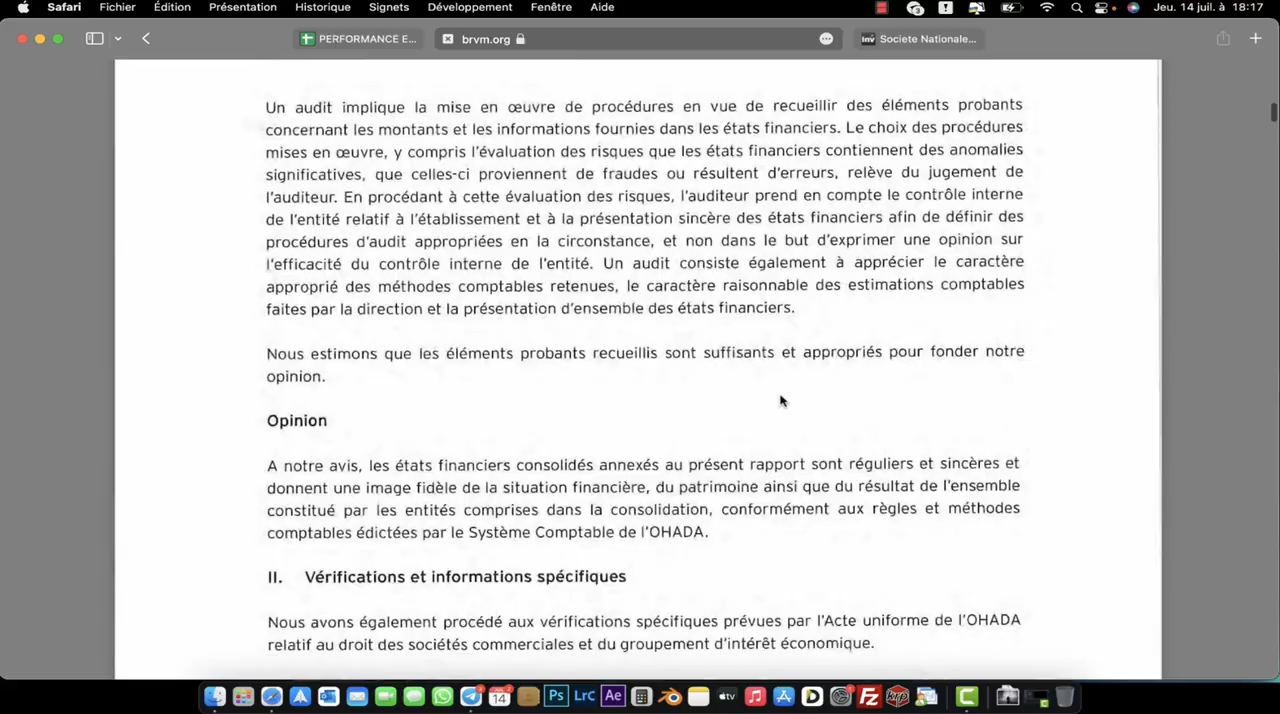 Safari Fichier Édition Présentation Historique Signets Développement Fenêtre Aide Jeu. 14 juil. à 18:17
PERFORMANCE E... brvm.org Societe Nationale...
Un audit implique la mise en œuvre de procédures en vue de recueillir des éléments probants
concernant les montants et les informations fournies dans les états financiers. Le choix des procédures
mises en œuvre, y compris l'évaluation des risques que les états financiers contiennent des anomalies
significatives, que celles-ci proviennent de fraudes ou résultent d'erreurs, relève du jugement de
l'auditeur. En procédant à cette évaluation des risques, l'auditeur prend en compte le contrôle interne
de l'entité relatif à l'établissement et à la présentation sincère des états financiers afin de définir des
procédures d'audit appropriées en la circonstance, et non dans le but d'exprimer une opinion sur
l'efficacité du contrôle interne de l'entité. Un audit consiste également à apprécier le caractère
approprié des méthodes comptables retenues, le caractère raisonnable des estimations comptables
faites par la direction et la présentation d'ensemble des états financiers.
Nous estimons que les éléments probants recueillis sont suffisants et appropriés pour fonder notre
opinion.
Opinion
A notre avis, les états financiers consolidés annexés au présent rapport sont réguliers et sincères et
donnent une image fidèle de la situation financière, du patrimoine ainsi que du résultat de l'ensemble
constitué par les entités comprises dans la consolidation, conformément aux règles et méthodes
comptables édictées par le Système Comptable de l'OHADA.
II. Vérifications et informations spécifiques
Nous avons également procédé aux vérifications spécifiques prévues par l'Acte uniforme de l'OHADA
relatif au droit des sociétés commerciales et du groupement d'intérêt économique.
14 Ps Lrc Ae tv D Fz